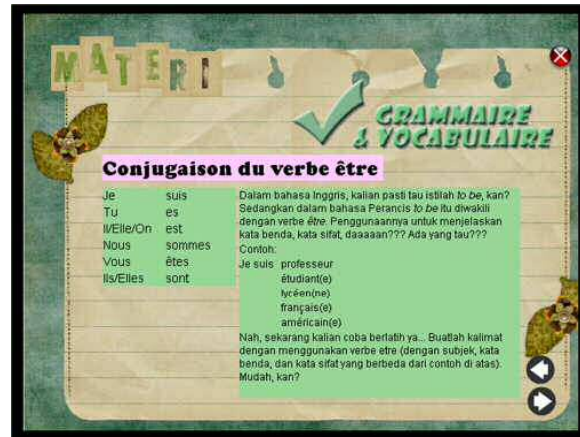 MATERI
GRAMMAIRE
& VOCABULAIRE
Conjugaison du verbe être
Je suis
Tu es
Il/Elle/On est
Nous sommes
Vous êtes
Ils/Elles sont
Dalam bahasa Inggris, kalian pasti tau istilah to be, kan?
Sedangkan dalam bahasa Perancis to be itu diwakili
dengan verbe être. Penggunaannya untuk menjelaskan
kata benda, kata sifat, daaaaan??? Ada yang tau???
Contoh:
Je suis professeur
étudiant(e)
lycéen(ne)
français(e)
américain(e)
Nah, sekarang kalian coba berlatih ya... Buatlah kalimat
dengan menggunakan verbe etre (dengan subjek, kata
benda, dan kata sifat yang berbeda dari contoh di atas).
Mudah, kan?